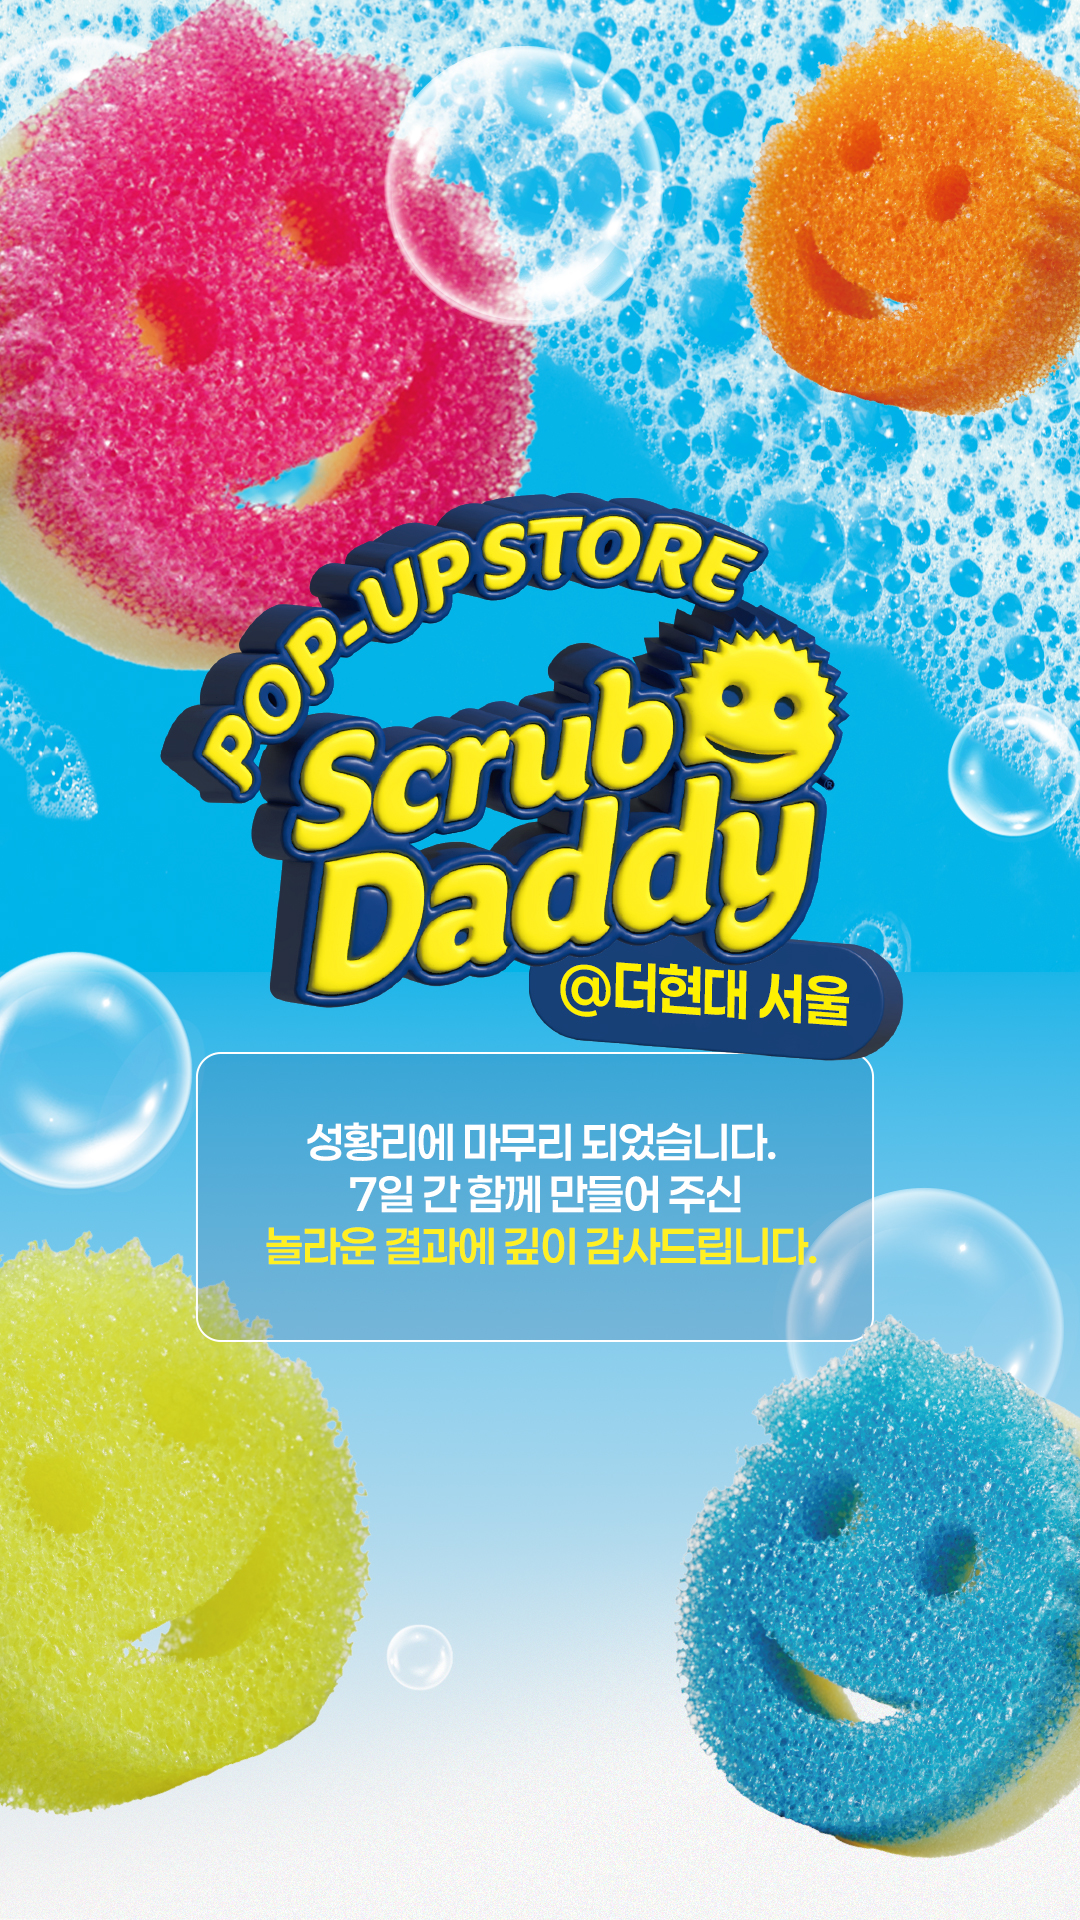 POP-UP STORE
Scrub
Daddy
@더현대 서울
성황리에 마무리 되었습니다.
7일 간 함께 만들어 주신
놀라운 결과에 깊이 감사드립니다.